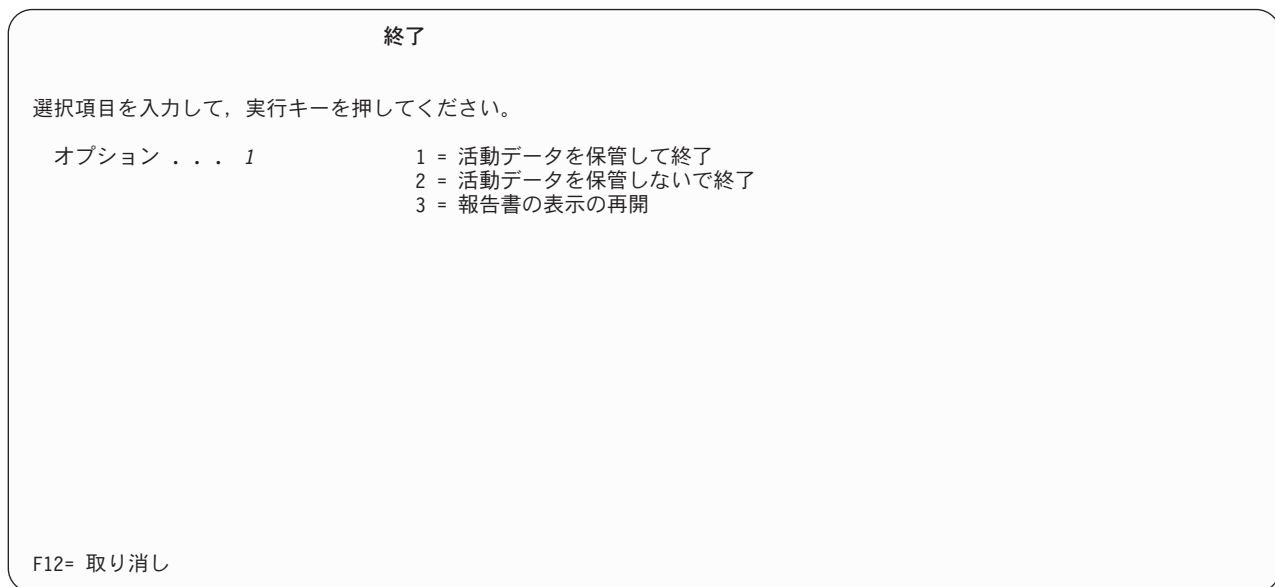 終了
選択項目を入力して，実行キーを押してください。
オプション . . . 1 1 = 活動データを保管して終了
2 = 活動データを保管しないで終了
3 = 報告書の表示の再開
F12= 取り消し